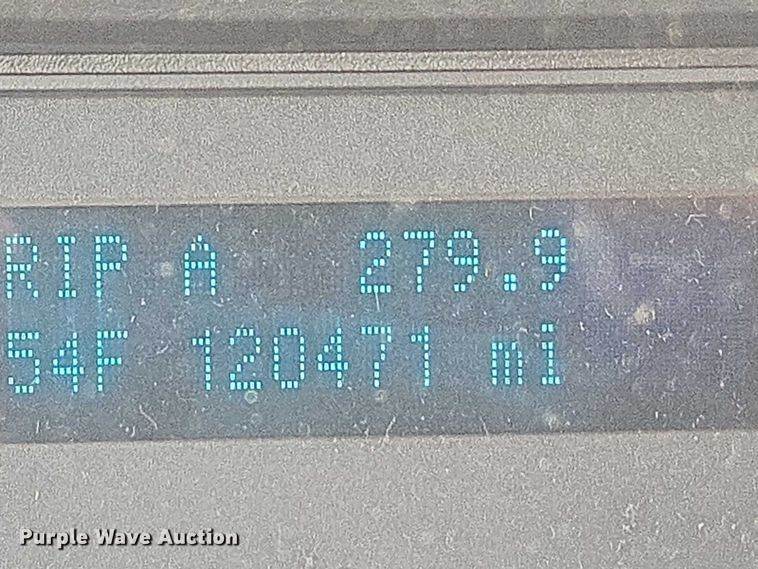 RIP A 279.9
54F 120471 mi
Purple Wave Auction